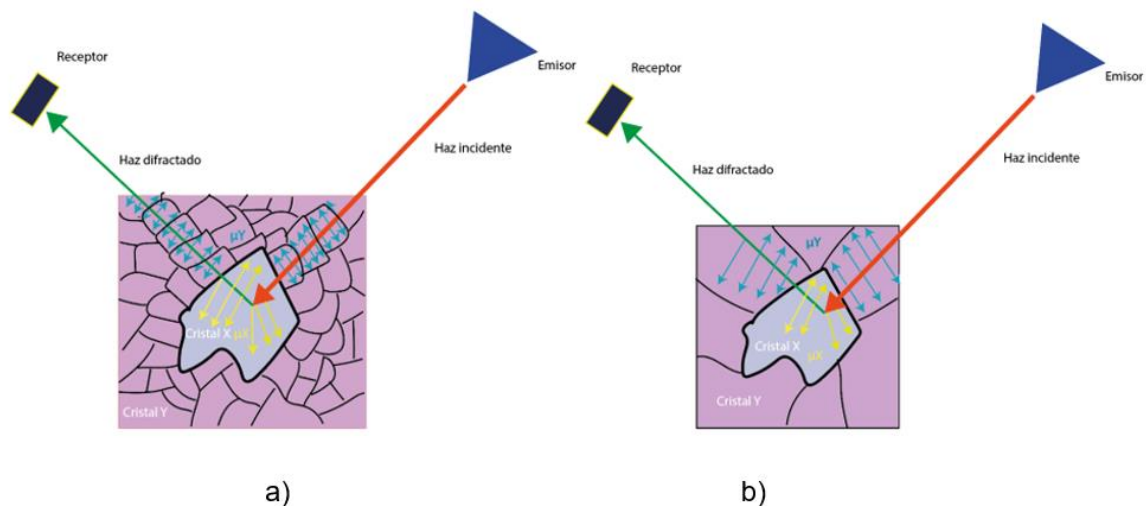 Receptor
Emisor
Haz incidente
Haz difractado
μY
Cristal X μX
Cristal Y
a)
Receptor
Emisor
Haz incidente
Haz difractado
μY
Cristal X
μX
Cristal Y
b)